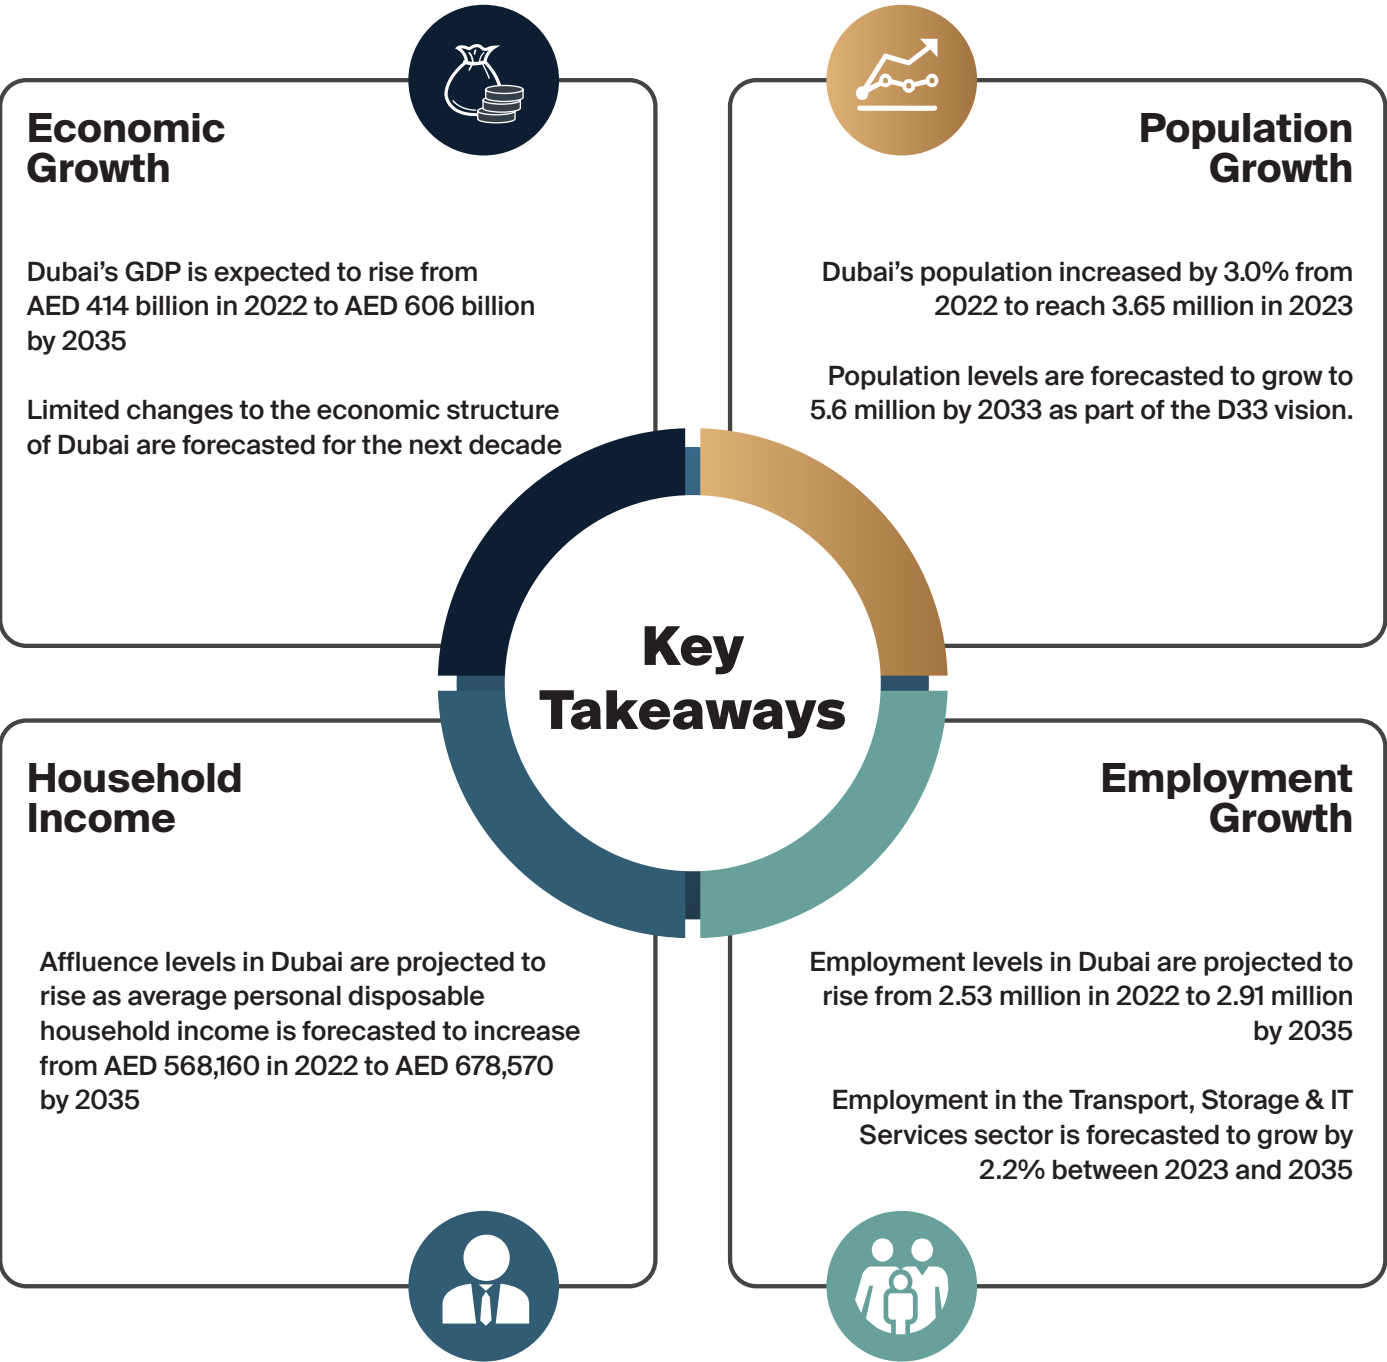 Economic
Growth
Dubai’s GDP is expected to rise from
AED 414 billion in 2022 to AED 606 billion
by 2035
Limited changes to the economic structure
of Dubai are forecasted for the next decade
Population
Growth
Dubai’s population increased by 3.0% from
2022 to reach 3.65 million in 2023
Population levels are forecasted to grow to
5.6 million by 2033 as part of the D33 vision.
Key
Takeaways
Household
Income
Affluence levels in Dubai are projected to
rise as average personal disposable
household income is forecasted to increase
from AED 568,160 in 2022 to AED 678,570
by 2035
Employment
Growth
Employment levels in Dubai are projected to
rise from 2.53 million in 2022 to 2.91 million
by 2035
Employment in the Transport, Storage & IT
Services sector is forecasted to grow by
2.2% between 2023 and 2035